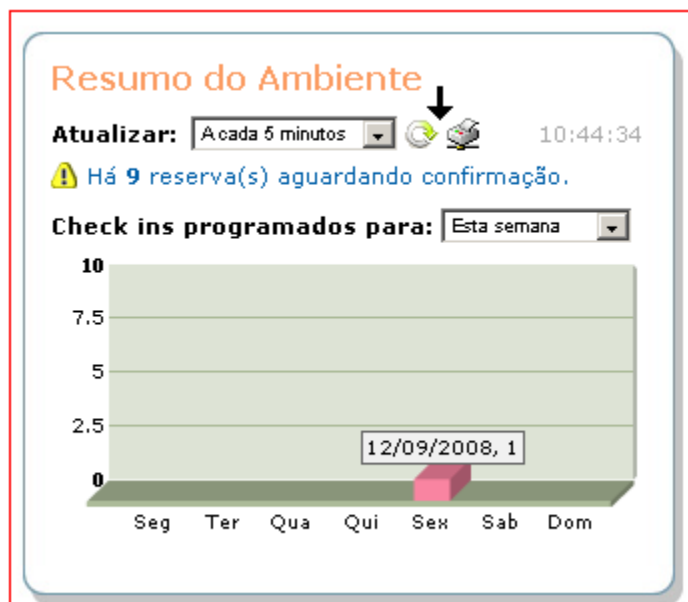 Resumo do Ambiente
Atualizar: A cada 5 minutos 10:44:34
Há 9 reserva(s) aguardando confirmação.
Check ins programados para: Esta semana
10
7.5
5
2.5
12/09/2008, 1
0
Seg Ter Qua Qui Sex Sab Dom